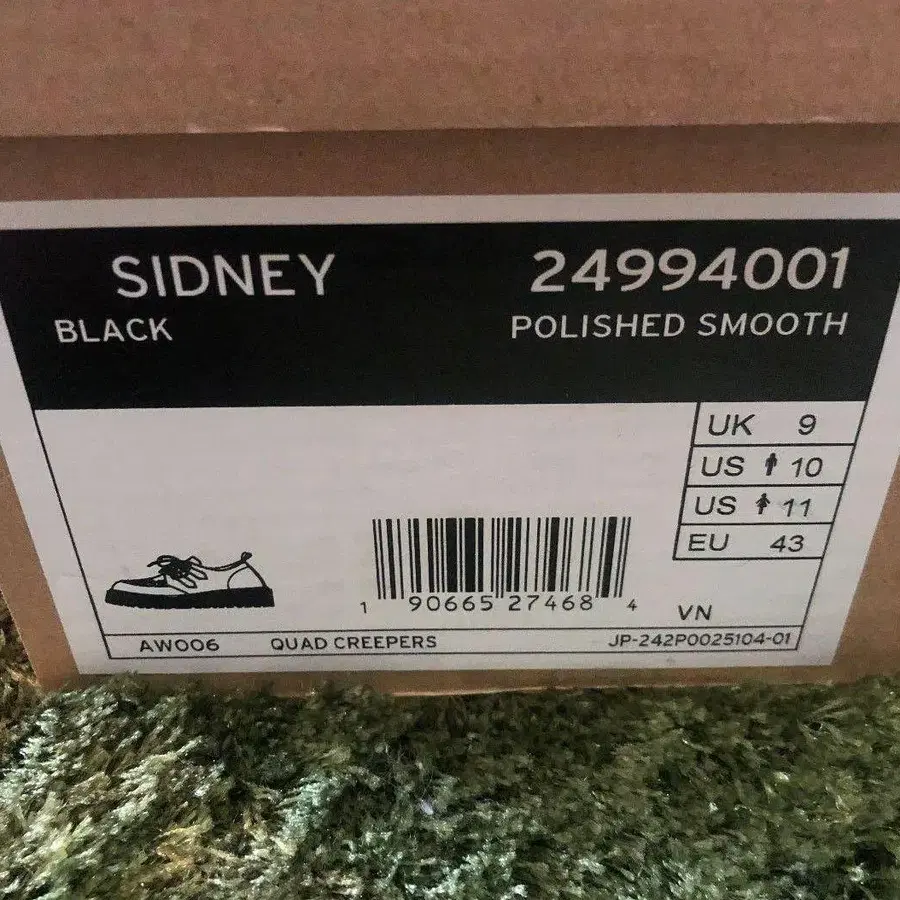 SIDNEY 24994001
BLACK POLISHED SMOOTH
UK 9
US 10
US 11
EU 43
1 90665 27468 4
VN
AW006 QUAD CREEPERS JP-242P0025104-01